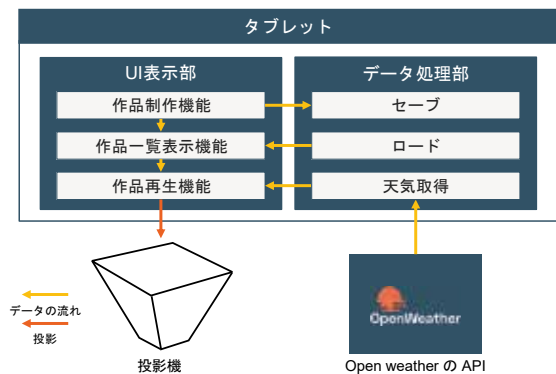 タブレット
UI表示部
データ処理部
作品制作機能
セーブ
作品一覧表示機能
ロード
作品再生機能
天気取得
データの流れ
投影
投影機
OpenWeather
Open weather の API